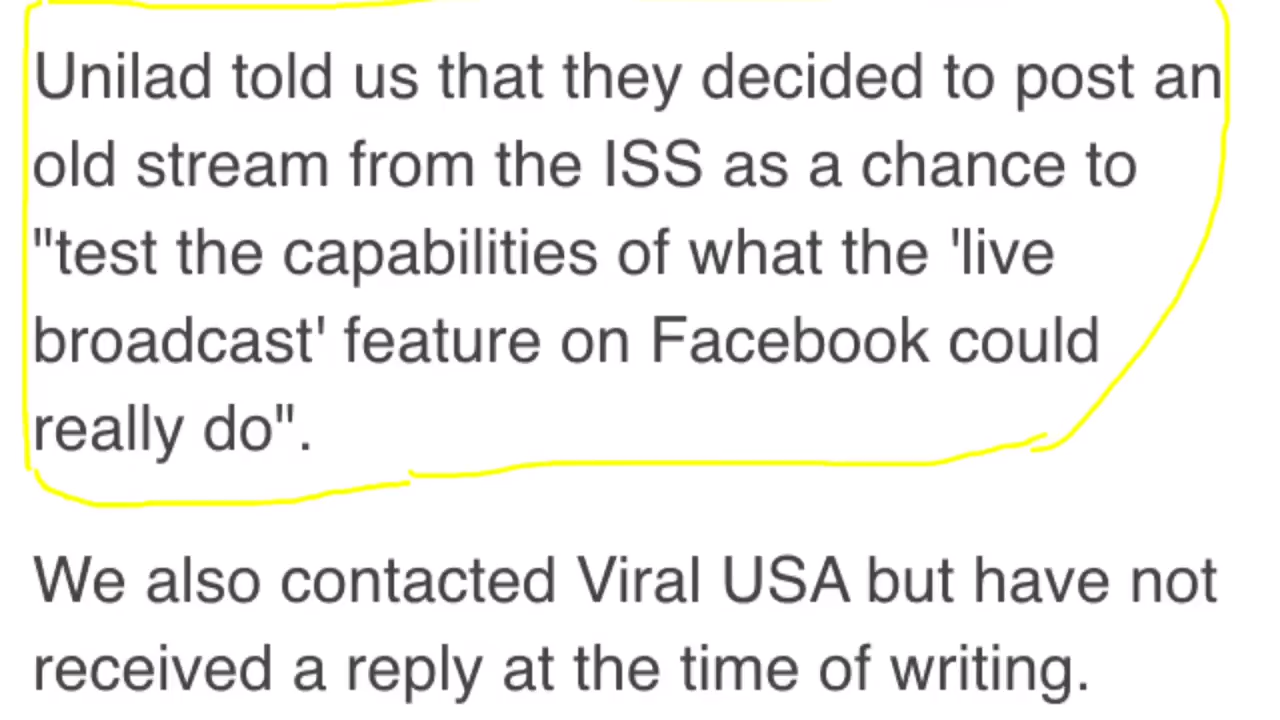 Unilad told us that they decided to post an
old stream from the ISS as a chance to
"test the capabilities of what the 'live
broadcast' feature on Facebook could
really do".
We also contacted Viral USA but have not
received a reply at the time of writing.